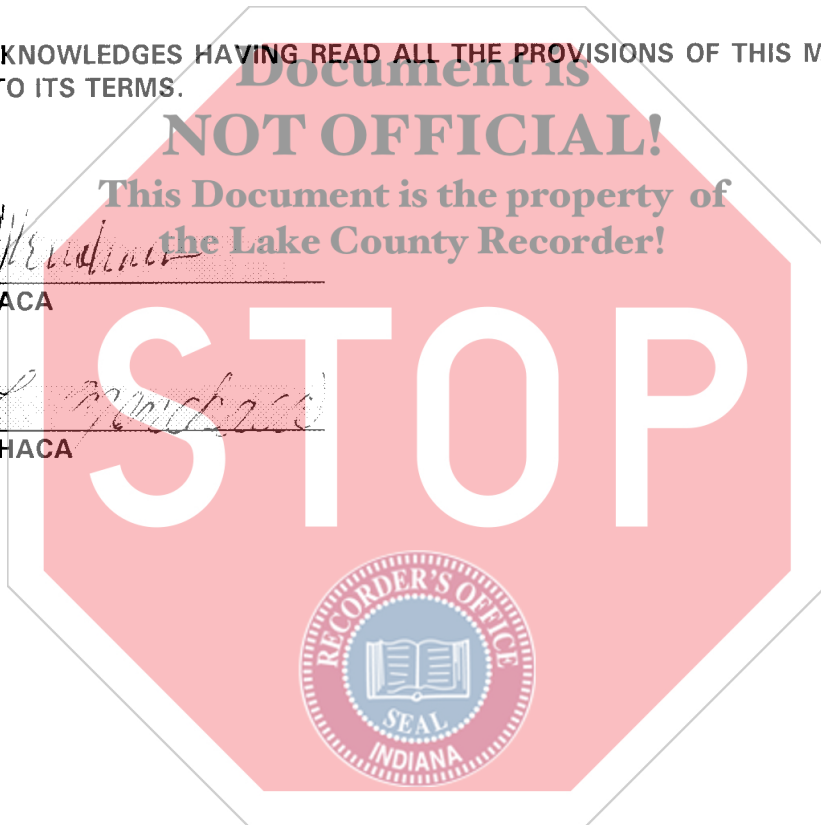 KNOWLEDGES HAVING READ ALL THE PROVISIONS OF THIS M
TO ITS TERMS.
Document is
NOT OFFICIAL!
This Document is the property of
the Lake County Recorder!
ACA
HACA
STOP
RECORDER'S OFFICE
SEAL
INDIANA